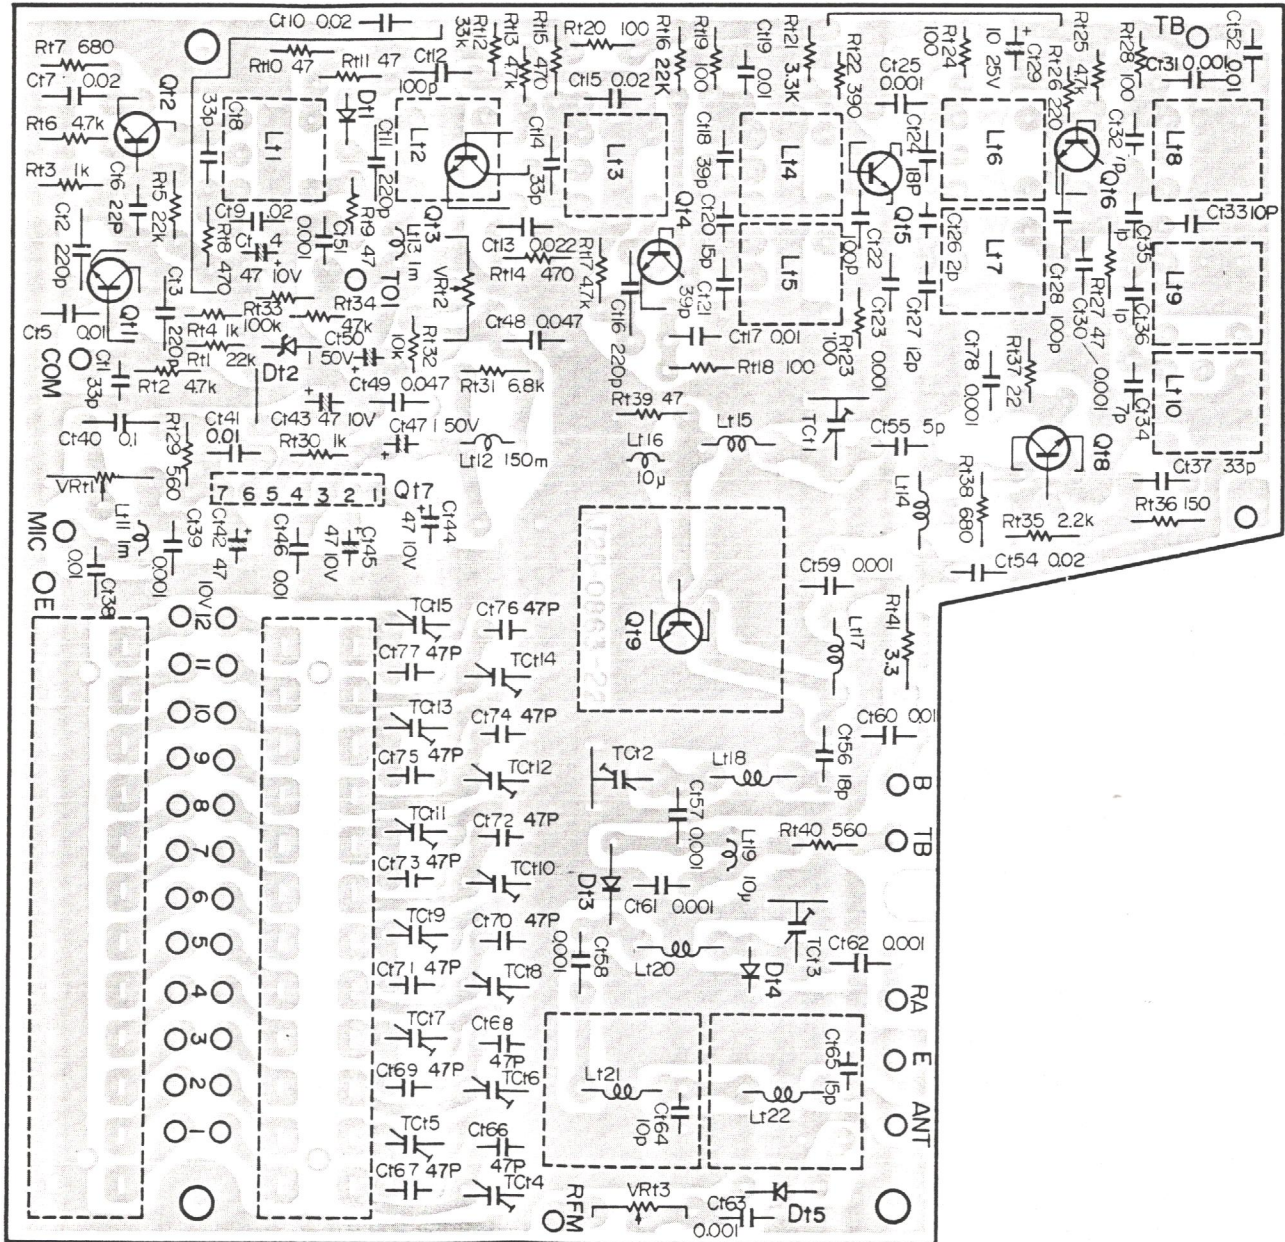 Ct10 0.02
Rt7 680
Ct7 0.02
Qt2
Rt10 47
Rt11 47
Ct12
100p
Rt12
33k
Rt13
47k
Rt15
470
Rt20 100
Ct15 0.02
Rt16
22K
Rt19
100
Ct19
0.01
Rt21
3.3K
Rt22 390
Ct25
0.001
Rt24
100
Ct29
10 25V
Rt25
47k
Rt26
220
Rt28
100
TB
Ct31 0.001
Ct52
0.01
Rt6 4.7k
Ct8
33p
Lt1
Dt1
Ct11
220p
Lt2
Qt3
Ct14
33p
Lt3
Ct18
39p
Lt4
Ct24
18P
Lt6
Qt6
Ct32
7p
Lt8
Rt3 1k
Ct6
22P
Rt5
22k
Ct9 .02
Ct 4
47 10V
Rt8
470
Ct51
0.001
Rt9
47
TO1
Lt13
1m
VRt2
Ct13 0.022
Rt14 470
Rt17
4.7k
Qt4
Ct20
15p
39p
Ct21
Lt5
Qt5
Ct22
100p
Ct23
0.001
Ct26
2p
Ct27
12p
Lt7
Ct28
100p
Ct30
0.001
Rt27
47
Ct35
1p
Ct36
1p
Ct33 10P
Lt9
Ct2
220p
Ct5 0.01
Qt1
Ct3
220p
Rt4 1k
Rt1 22k
Rt2 47k
Rt33
100k
Dt2
Rt34
47k
Ct50
1 50V
Rt32
10k
Ct48 0.047
Ct16
220p
Ct17 0.01
Rt18 100
Rt23
100
Ct78
0.001
Rt37
22
Ct34
7p
Lt10
COM
Ct1
33p
Ct49 0.047
Rt31 6.8k
Rt39 47
Ct40 0.1
Rt29
560
Ct41
0.01
Ct43 47 10V
Rt30 1k
Ct47 1 50V
Lt12 150m
Lt16
10µ
Lt15
TCt1
Ct55 5p
Lt14
Qt8
Ct37 33p
Rt38
680
Rt36 150
Rt35 2.2k
Ct54 0.02
VRt1
MIC
Lt11 1m
Ct39
0.001
7 6 5 4 3 2 1
Qt7
Ct42
47
10V
Ct46
0.01
Ct45
47 10V
Ct44
47 10V
0.01
Ct38
E
12
11
10
9
8
7
6
5
4
3
2
1
TCt15
Ct76 47P
Ct77 47P
TCt14
TCt13
Ct74 47P
Ct75 47P
TCt12
TCt11
Ct72 47P
Ct73 47P
TCt10
TCt9
Ct70 47P
Ct71 47P
TCt8
TCt7
Ct68
47P
Ct69 47P
TCt6
TCt5
Ct66
47P
Ct67 47P
TCt4
Qt9
Ct59 0.001
Lt17
Rt41
3.3
Ct60 0.01
TCt2
Lt18
Ct56
18p
B
Ct57
0.001
Lt19
10µ
Rt40 560
TB
Dt3
Ct61 0.001
Ct58
0.001
Lt20
Dt4
TCt3
Ct62 0.001
RA
Lt21
Ct64
10p
Lt22
Ct65
15p
E
ANT
RFM
VRt3
Ct63
0.001
Dt5